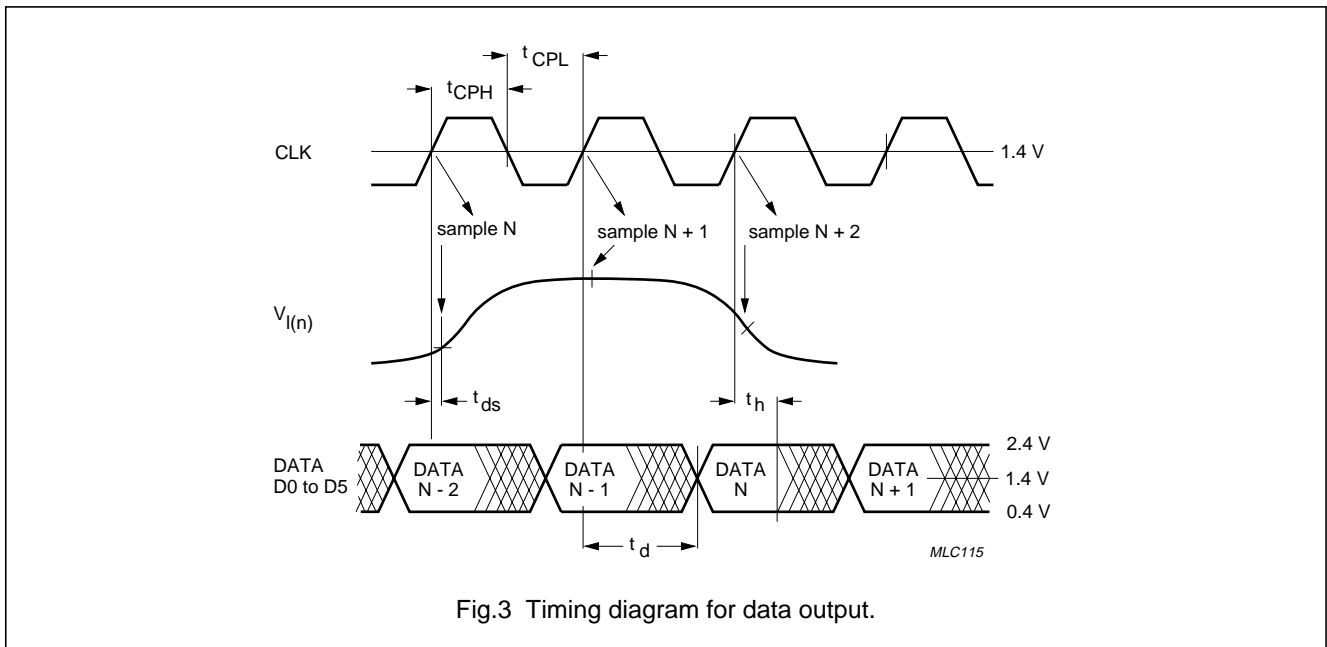 t CPL
t CPH
CLK
1.4 V
sample N
sample N + 1
sample N + 2
V I(n)
t ds
t h
2.4 V
DATA
D0 to D5
DATA
N - 2
DATA
N - 1
DATA
N
DATA
N + 1
1.4 V
0.4 V
t d
MLC115
Fig.3 Timing diagram for data output.